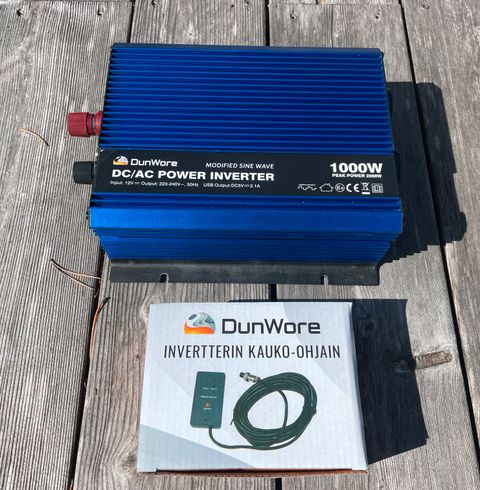 DunWore
MODIFIED SINE WAVE
DC/AC POWER INVERTER
1000W
PEAK POWER 2000W
Input: 12V⎓ Output: 220-240V~, 50Hz USB Output:DC5V⎓2.1A
CE
DunWore
INVERTTERIN KAUKO-OHJAIN